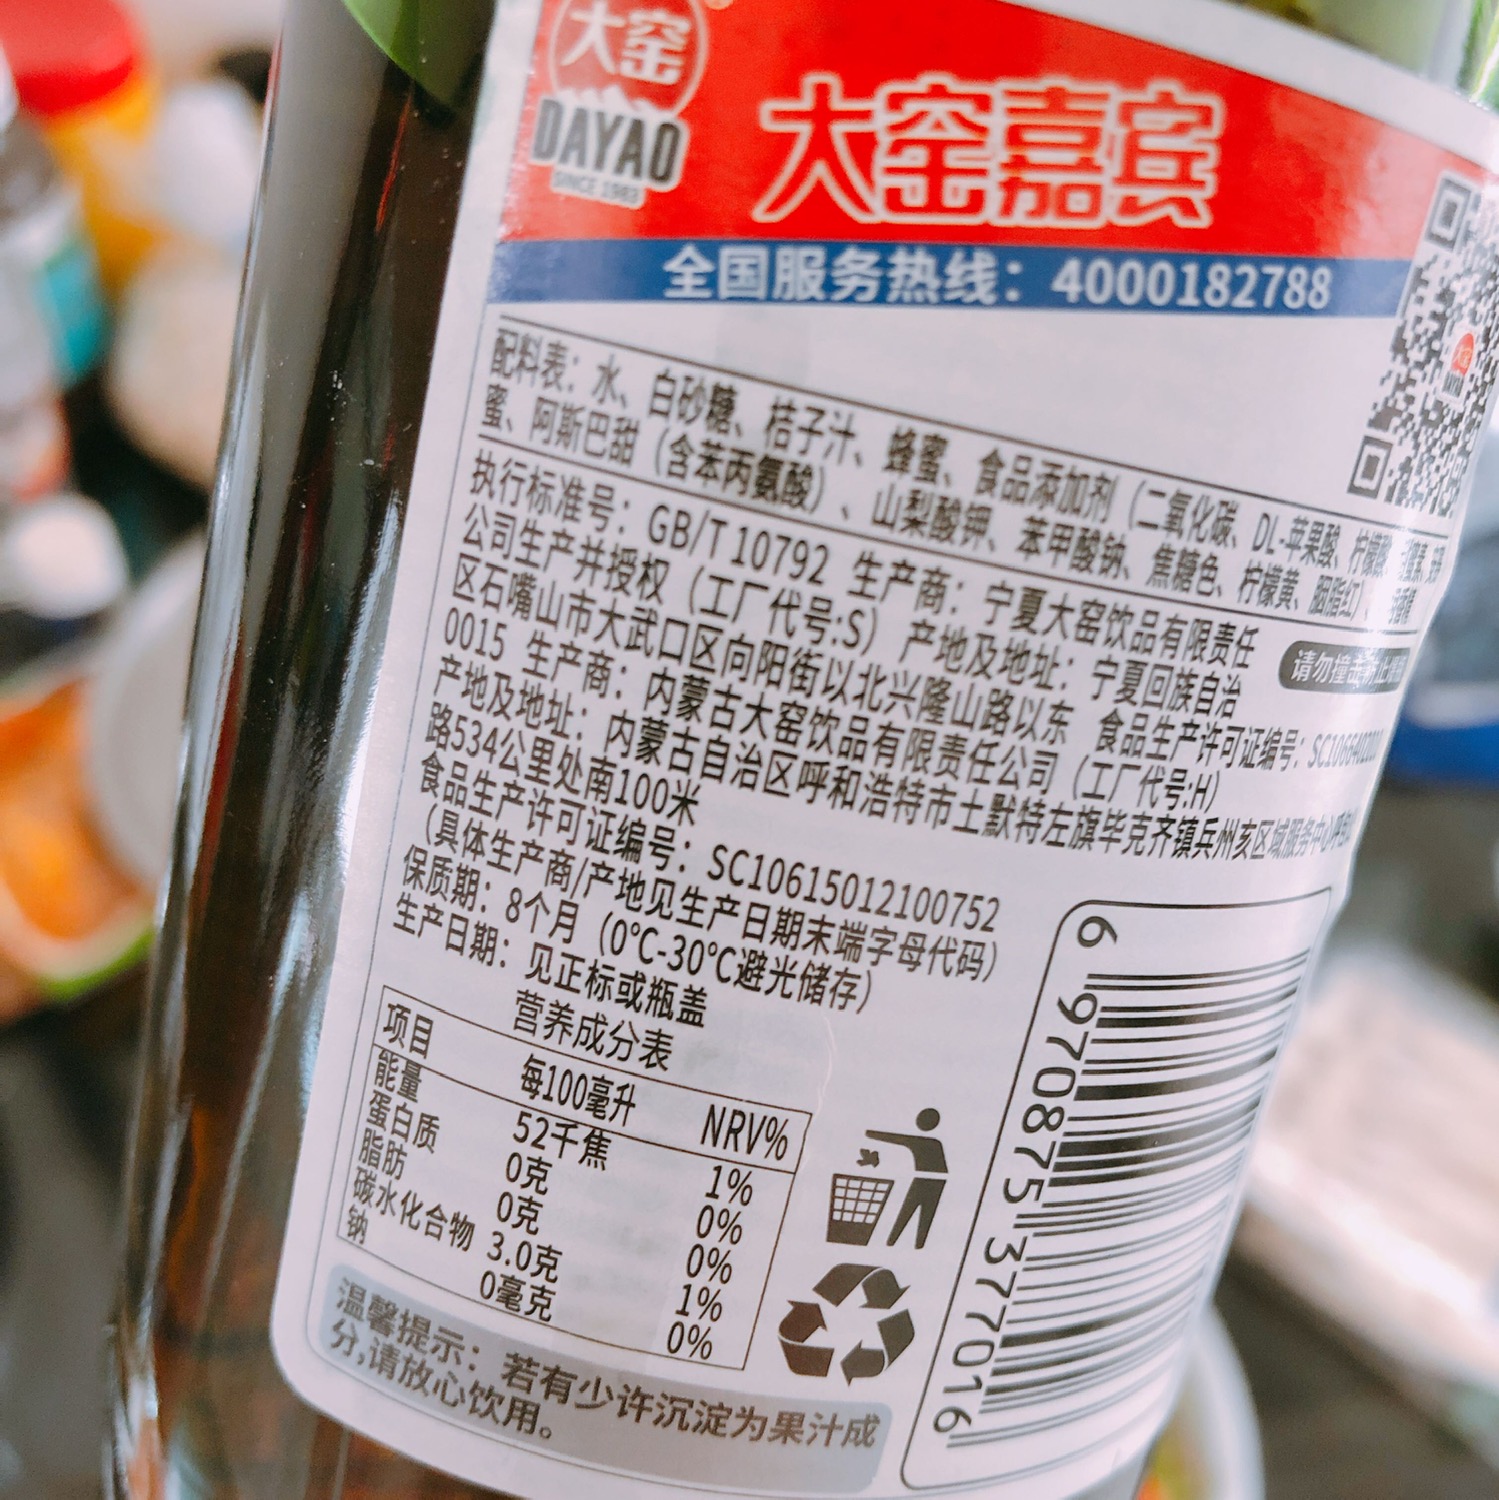 大窑
DAYAO
SINCE 1983
大窑嘉宾
全国服务热线：4000182788
配料表：水、白砂糖、桔子汁、蜂蜜、食品添加剂（二氧化碳、DL-苹果酸、柠檬酸、
蜜、阿斯巴甜（含苯丙氨酸）、山梨酸钾、苯甲酸钠、焦糖色、柠檬黄、胭脂红）、
执行标准号：GB/T 10792 生产商：宁夏大窑饮品有限责任
公司生产并授权（工厂代号:S） 产地及地址：宁夏回族自治
区石嘴山市大武口区向阳街以北兴隆山路以东 食品生产许可证编号：SC10664020
0015 生产商：内蒙古大窑饮品有限责任公司（工厂代号:H）
产地及地址：内蒙古自治区呼和浩特市土默特左旗毕克齐镇兵州亥区域服务中心
路534公里处南100米
食品生产许可证编号：SC10615012100752
（具体生产商/产地见生产日期末端字母代码）
保质期：8个月（0℃-30℃避光储存）
生产日期：见正标或瓶盖
请勿撞击
营养成分表
项目 每100毫升 NRV%
能量 52千焦 1%
蛋白质 0克 0%
脂肪 0克 0%
碳水化合物 3.0克 1%
钠 0毫克 0%
温馨提示：若有少许沉淀为果汁成
分,请放心饮用。
6 970875 377016